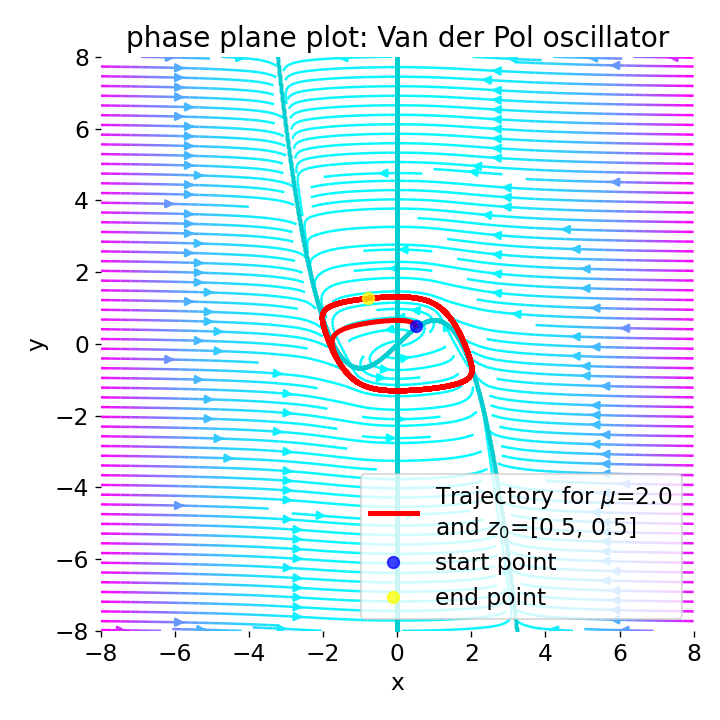 phase plane plot: Van der Pol oscillator
y
8
6
4
2
0
−2
−4
−6
−8
−8 −6 −4 −2 0 2 4 6 8
x
Trajectory for μ=2.0
and z₀=[0.5, 0.5]
start point
end point